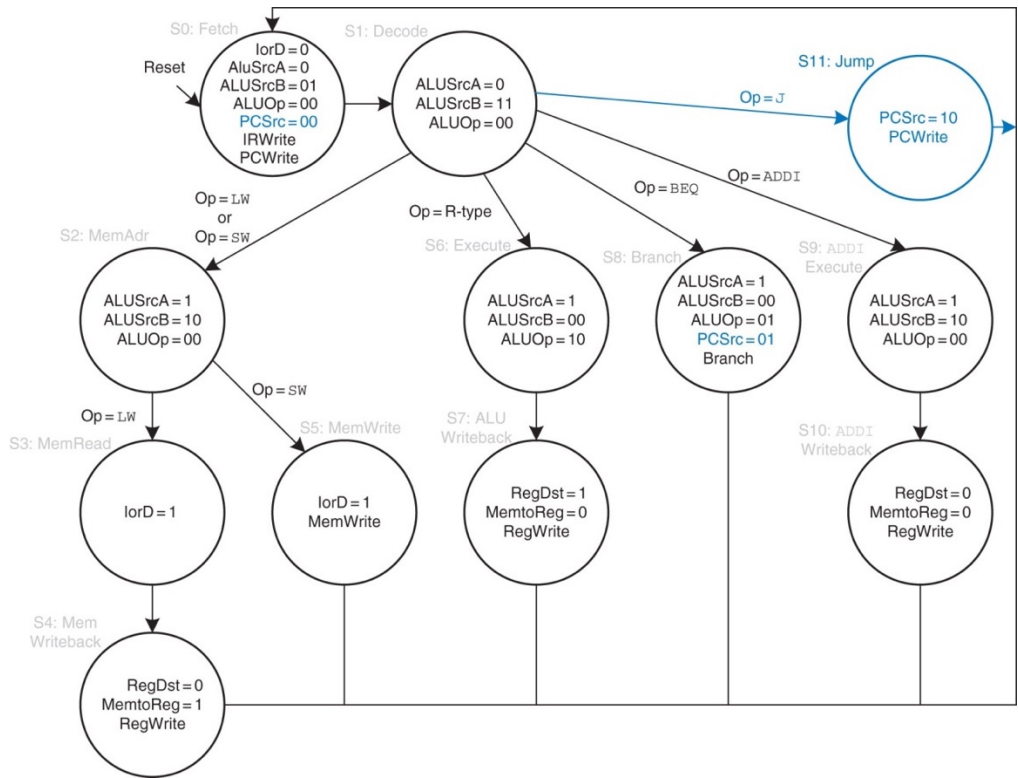 S0: Fetch
IorD = 0
AluSrcA = 0
ALUSrcB = 01
ALUOp = 00
PCSrc = 00
IRWrite
PCWrite
Reset
S1: Decode
ALUSrcA = 0
ALUSrcB = 11
ALUOp = 00
S11: Jump
Op = J
PCSrc = 10
PCWrite
Op = LW
or
Op = SW
Op = R-type
Op = BEQ
Op = ADDI
S2: MemAdr
ALUSrcA = 1
ALUSrcB = 10
ALUOp = 00
S6: Execute
ALUSrcA = 1
ALUSrcB = 00
ALUOp = 10
S8: Branch
ALUSrcA = 1
ALUSrcB = 00
ALUOp = 01
PCSrc = 01
Branch
S9: ADDI
Execute
ALUSrcA = 1
ALUSrcB = 10
ALUOp = 00
Op = LW
Op = SW
S3: MemRead
IorD = 1
S5: MemWrite
IorD = 1
MemWrite
S7: ALU
Writeback
RegDst = 1
MemtoReg = 0
RegWrite
S10: ADDI
Writeback
RegDst = 0
MemtoReg = 0
RegWrite
S4: Mem
Writeback
RegDst = 0
MemtoReg = 1
RegWrite